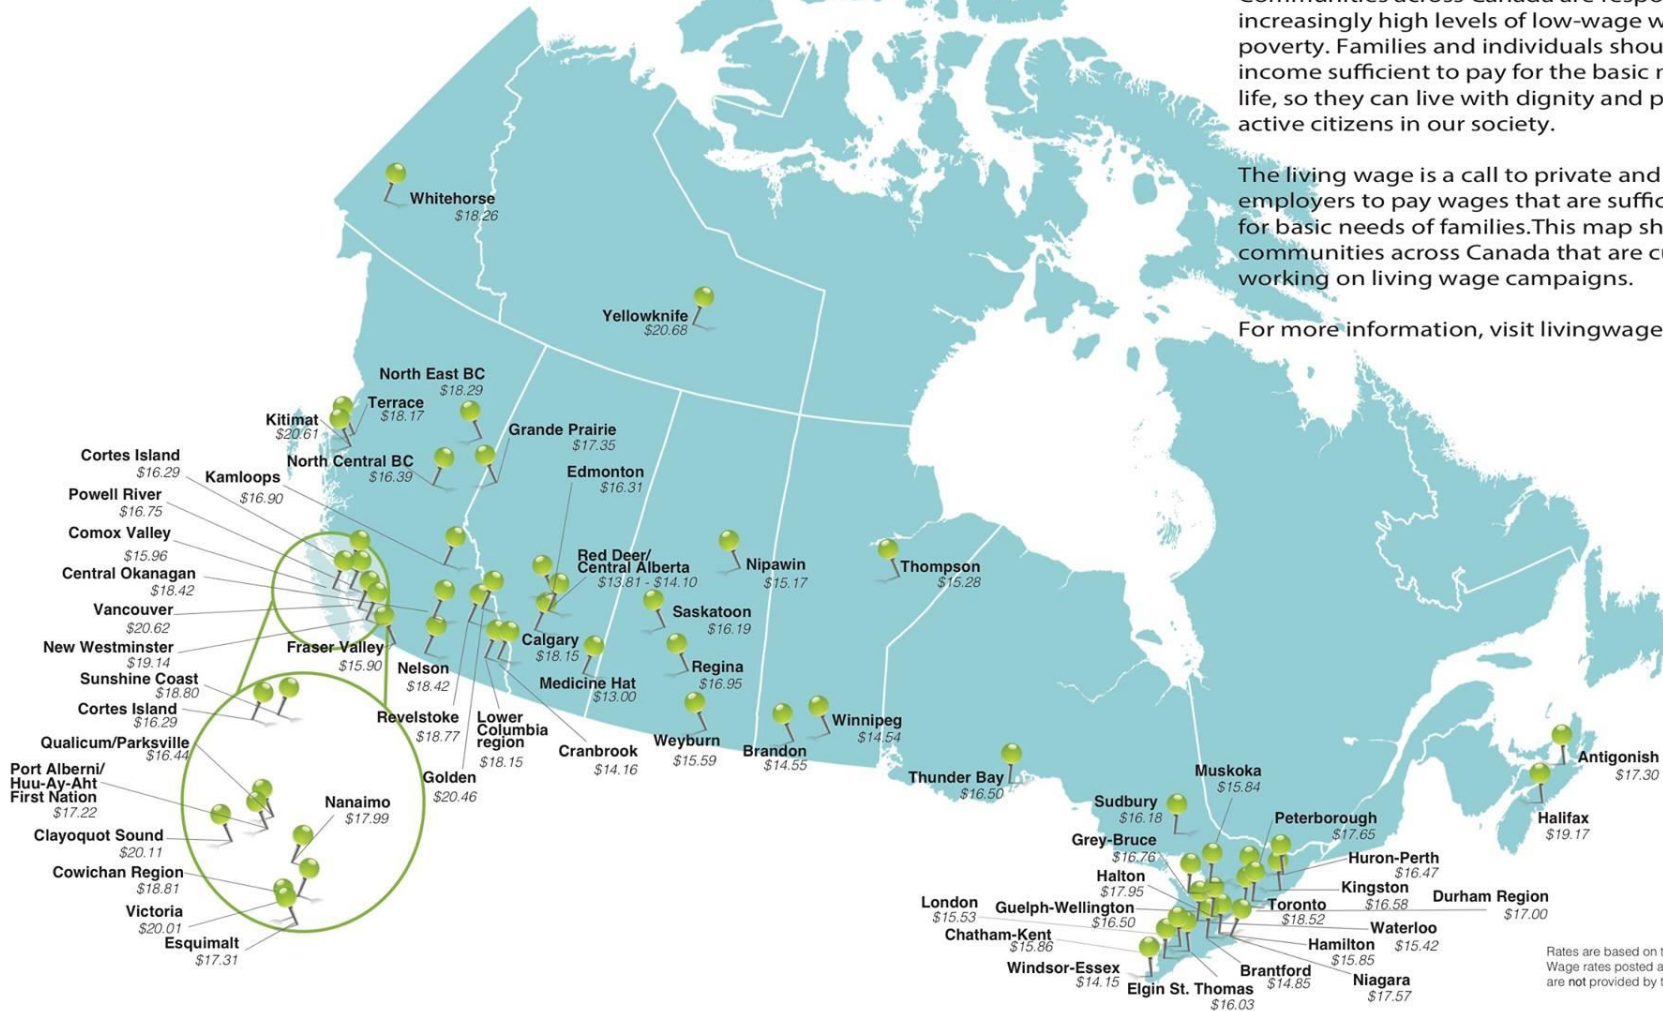 Communities across Canada are
increasingly high levels of low-wage
poverty. Families and individuals
income sufficient to pay for the basic
life, so they can live with dignity and
active citizens in our society.
The living wage is a call to private and
employers to pay wages that are
for basic needs of families.This map
communities across Canada that are
working on living wage campaigns.
For more information, visit
Whitehorse
$18.26
Yellowknife
$20.68
North East BC
$18.29
Terrace
$18.17
Kitimat
$20.61
Grande Prairie
$17.35
Cortes Island
$16.29
North Central BC
$16.39
Edmonton
$16.31
Kamloops
$16.90
Powell River
$16.75
Comox Valley
$15.96
Red Deer/
Central Alberta
$13.81 - $14.10
Nipawin
$15.17
Thompson
$15.28
Central Okanagan
$18.42
Vancouver
$20.62
Saskatoon
$16.19
New Westminster
$19.14
Fraser Valley
$15.90
Calgary
$18.15
Nelson
$18.42
Regina
$16.95
Sunshine Coast
$18.80
Medicine Hat
$13.00
Cortes Island
$16.29
Revelstoke
$18.77
Lower
Columbia
region
$18.15
Winnipeg
$14.54
Qualicum/Parksville
$16.44
Cranbrook
$14.16
Weyburn
$15.59
Brandon
$14.55
Antigonish
$17.30
Port Alberni/
Huu-Ay-Aht
First Nation
$17.22
Golden
$20.46
Thunder Bay
$16.50
Muskoka
$15.84
Nanaimo
$17.99
Sudbury
$16.18
Peterborough
$17.65
Halifax
$19.17
Clayoquot Sound
$20.11
Grey-Bruce
$16.76
Huron-Perth
$16.47
Cowichan Region
$18.81
Halton
$17.95
Kingston
$16.58
Durham Region
$17.00
London
$15.53
Guelph-Wellington
$16.50
Toronto
$18.52
Victoria
$20.01
Waterloo
$15.42
Esquimalt
$17.31
Chatham-Kent
$15.86
Hamilton
$15.85
Windsor-Essex
$14.15
Brantford
$14.85
Niagara
$17.57
Elgin St. Thomas
$16.03
Rates are based on
Wage rates posted
are not provided by